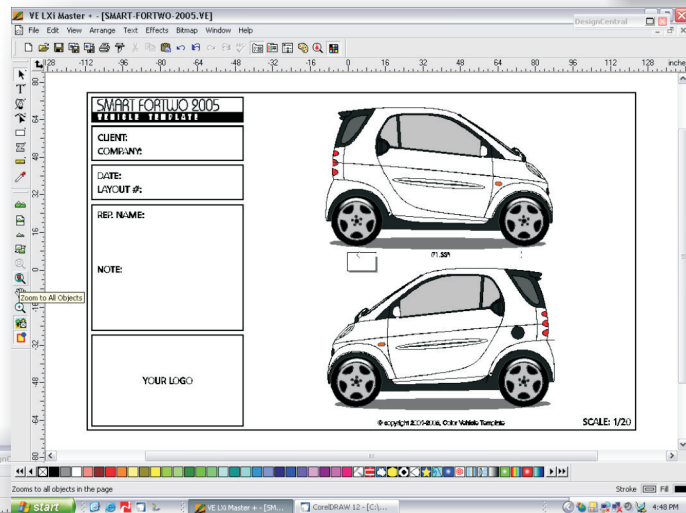 VE LXi Master + - [SMART-FORTWO-2005.VE]
DesignCentral
File Edit View Arrange Text Effects Bitmap Window Help
128 -112 -96 -80 -64 -48 -32 -16 0 16 32 48 64 80 96 112 128 inche
SMART FORTWO 2005
VEHICLE TEMPLATE
CLIENT:
COMPANY:
DATE:
LAYOUT #:
REP. NAME:
NOTE:
YOUR LOGO
Zoom to All Objects
SCALE: 1/20
Zooms to all objects in the page
Stroke Fill
start
VE LXi Master + - [SM...
CorelDRAW 12 - [C:\...
4:48 PM